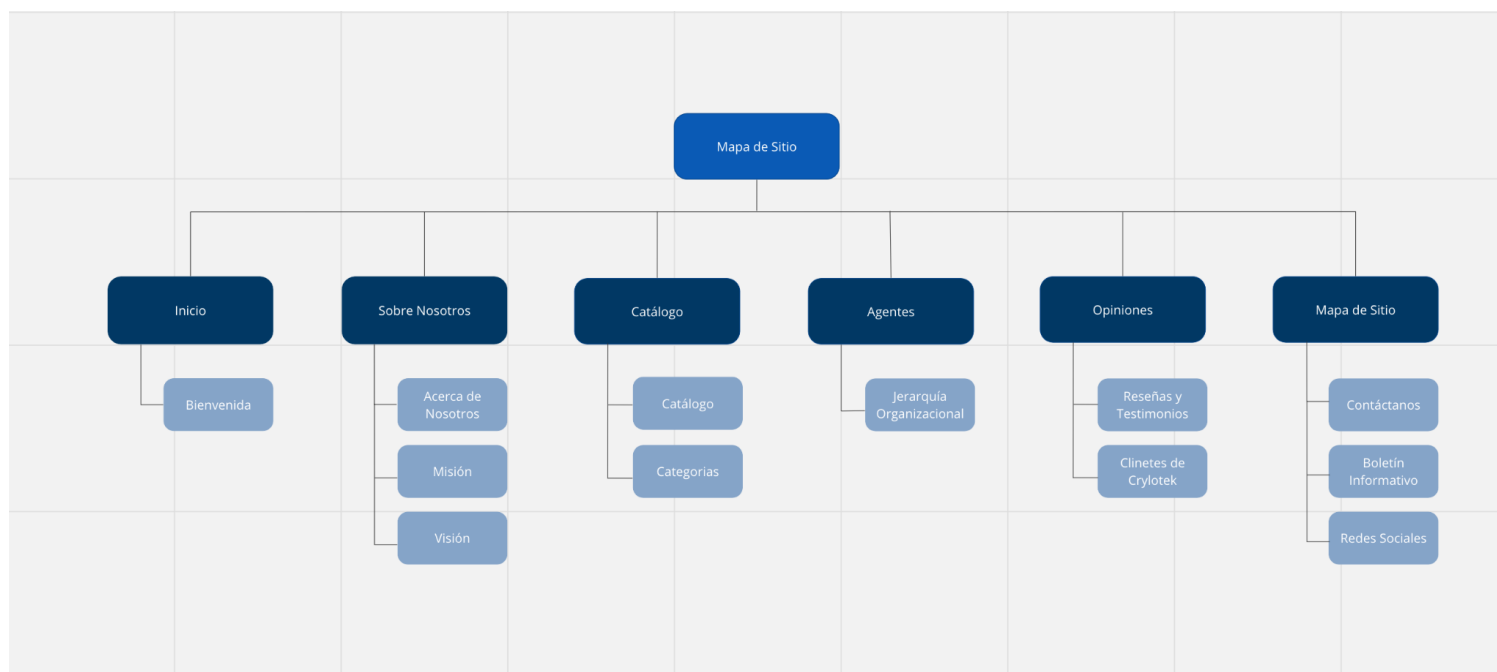 Mapa de Sitio
Inicio
Sobre Nosotros
Catálogo
Agentes
Opiniones
Mapa de Sitio
Bienvenida
Acerca de
Nosotros
Misión
Visión
Catálogo
Categorias
Jerarquía
Organizacional
Reseñas y
Testimonios
Clinetes de
Crylotek
Contáctanos
Boletín
Informativo
Redes Sociales